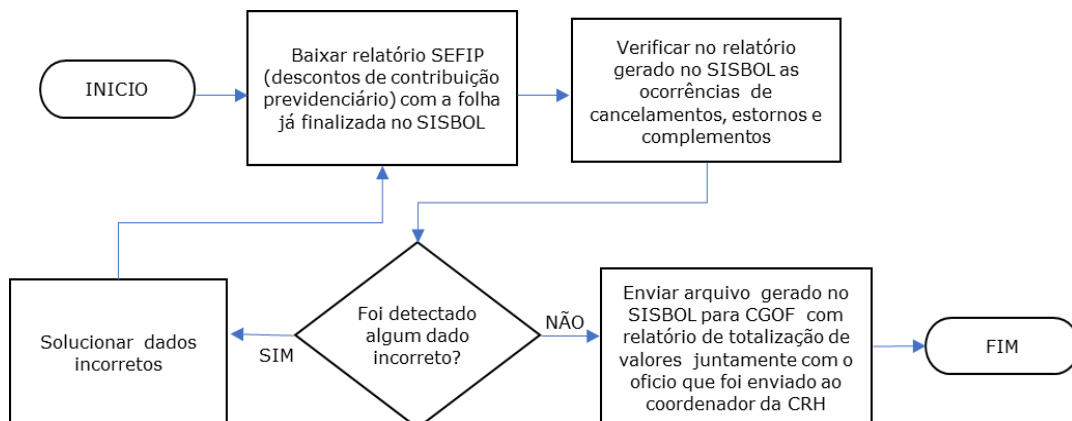 INICIO
Baixar relatório SEFIP
(descontos de contribuição
previdenciário) com a folha
já finalizada no SISBOL
Verificar no relatório
gerado no SISBOL as
ocorrências de
cancelamentos, estornos e
complementos
Solucionar dados
incorretos
SIM
Foi detectado
algum dado
incorreto?
NÃO
Enviar arquivo gerado no
SISBOL para CGOF com
relatório de totalização de
valores juntamente com o
oficio que foi enviado ao
coordenador da CRH
FIM